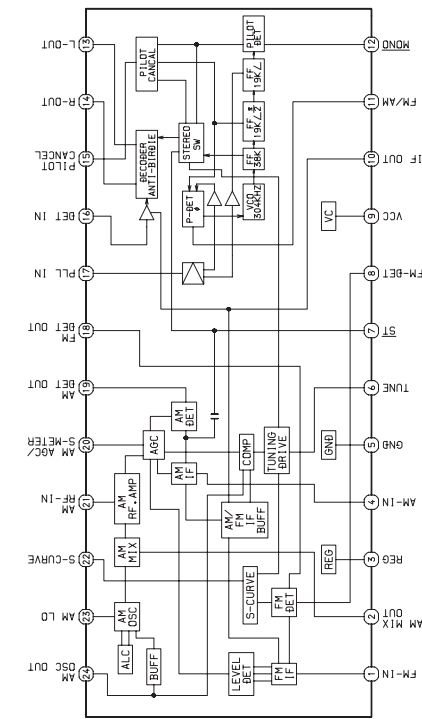 L-OUT
13
R-OUT
14
PILOT
CANCEL
15
DET IN
16
PLL IN
17
FM
DET OUT
18
AM
DET OUT
19
AM AGC/
S-METER
20
AM
RF-IN
21
S-CURVE
22
AM LO
23
AM
OSC OUT
24
PILOT
CANCAL
DECODER
ANTI-BIRDIE
STEREO
SW
P-DET
PILOT
DET
FF
19K/
FF
19K/
FF
38K
VCO
304KHZ
VC
AM
DET
AGC
AM
IF
AM
RF.AMP
AM
MIX
AM
OSC
ALC
BUFF
COMP
TUNING
DRIVE
GND
AM/
FM
IF
BUFF
S-CURVE
FM
DET
REG
LEVEL
DET
FM
IF
MONO
12
FM/AM
11
IF OUT
10
VCC
9
FM-DET
8
ST
7
TUNE
6
GND
5
AM-IN
4
REG
3
AM MIX
OUT
2
FM-IN
1